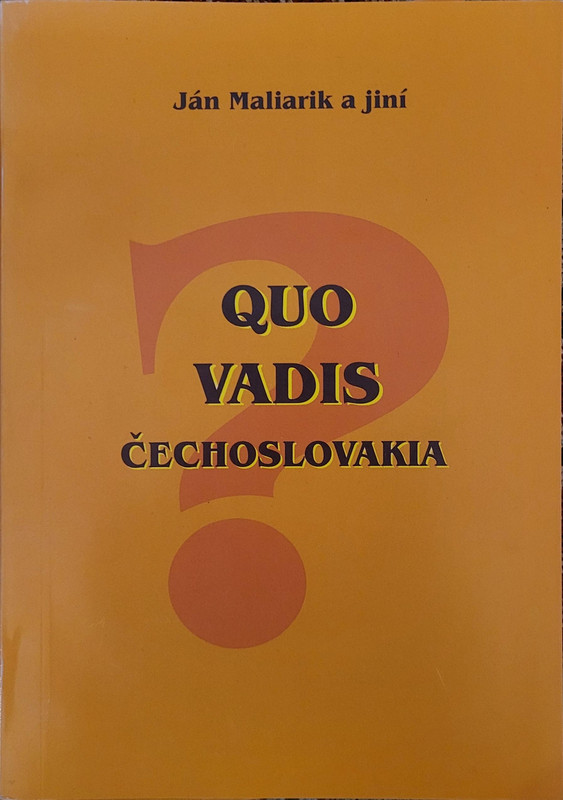 Ján Maliarik a jiní
?
QUO
VADIS
ČECHOSLOVAKIA